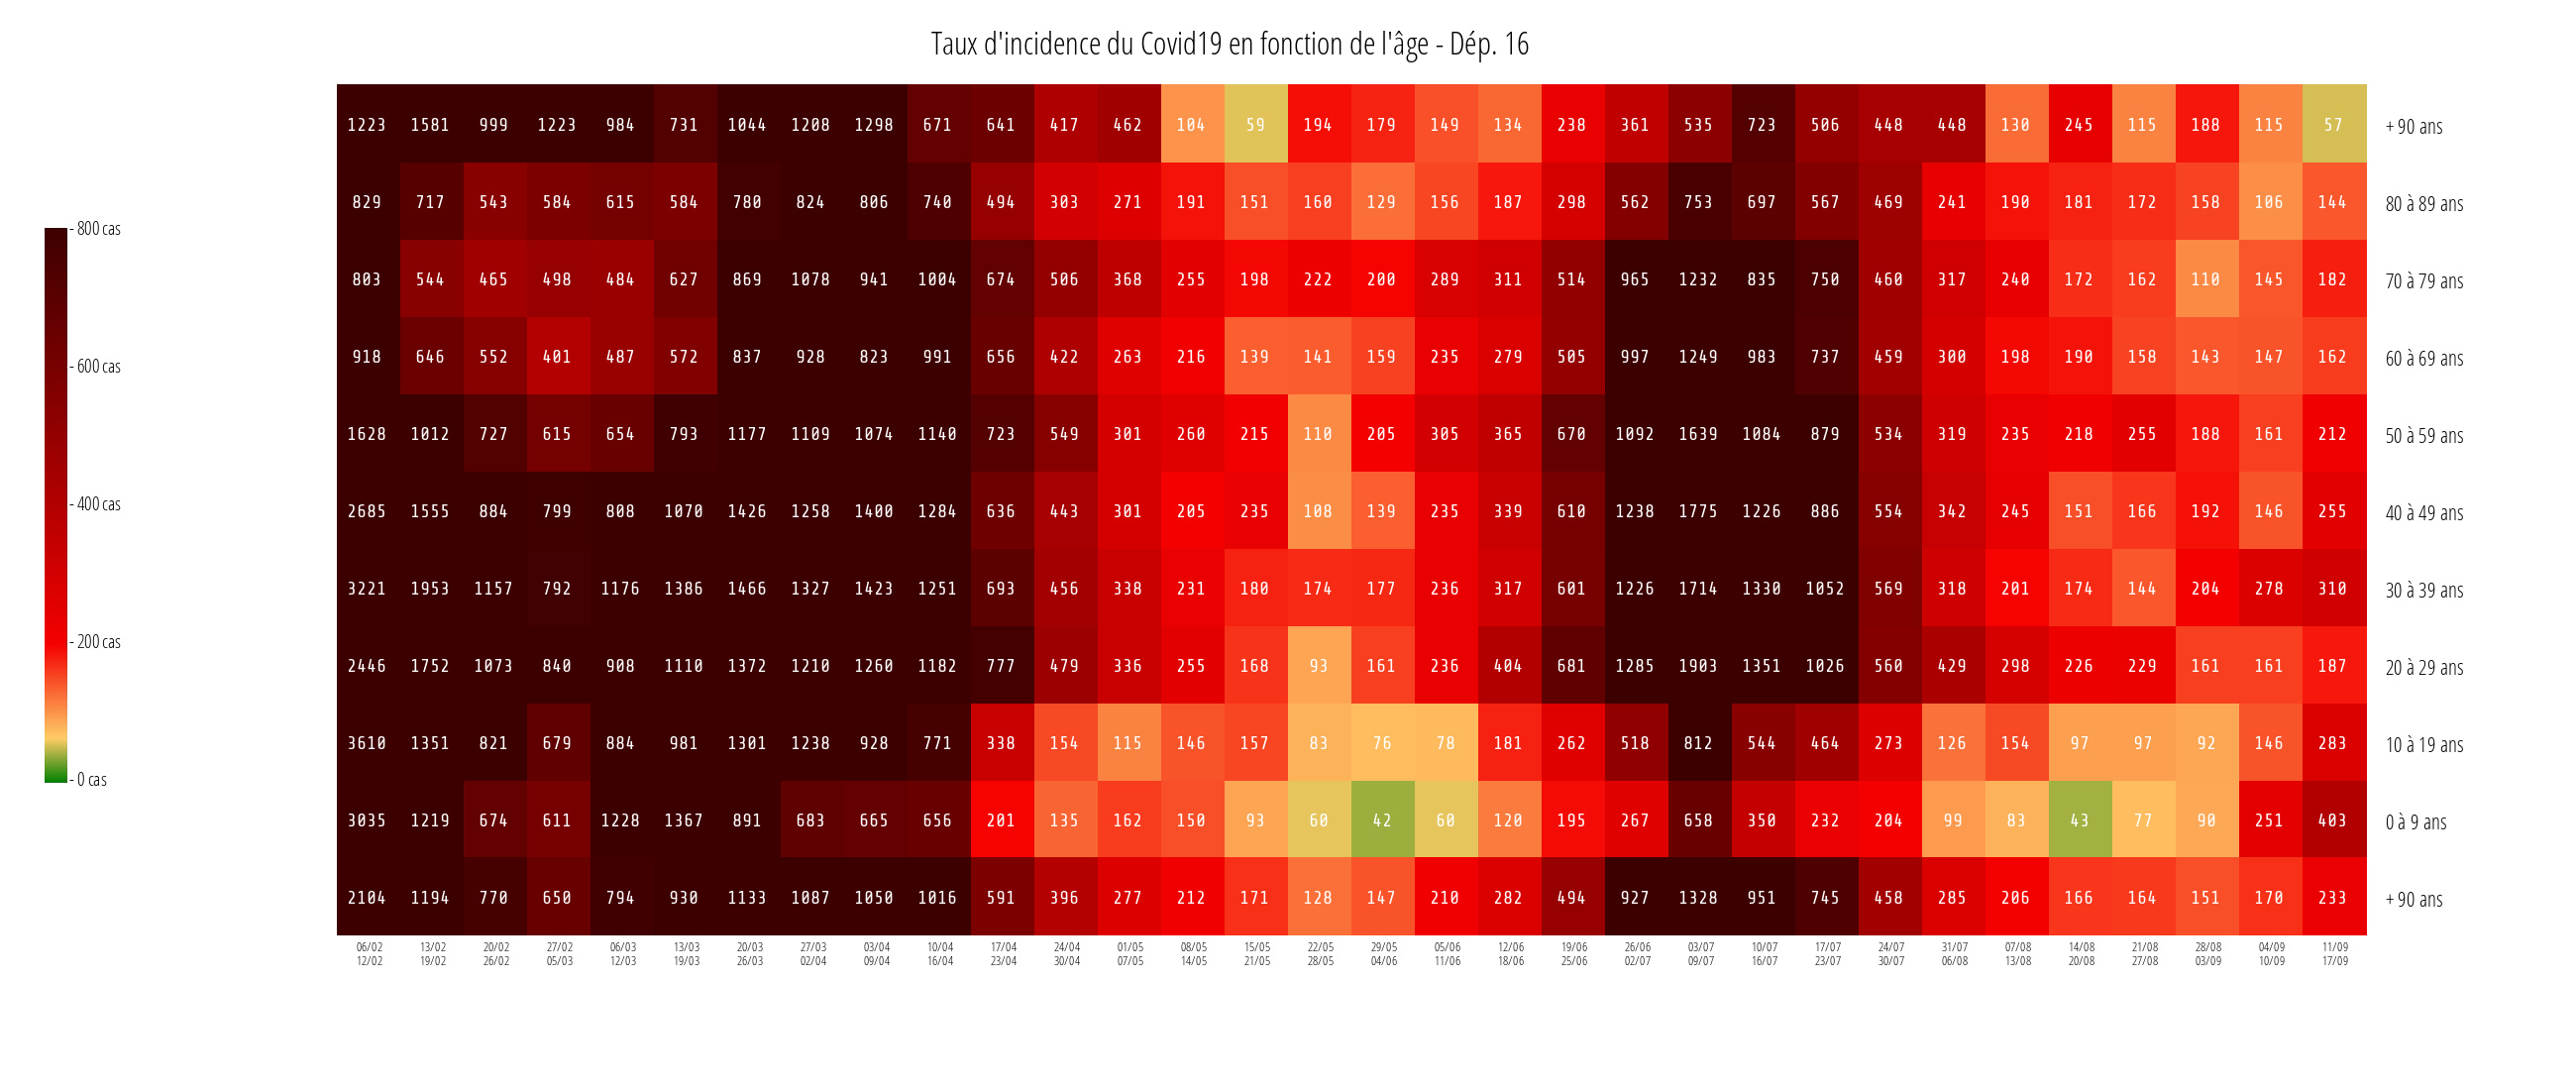 Taux d'incidence du Covid19 en fonction de l'âge - Dép. 16
1223 1581 999 1223 984 731 1044 1208 1298 671 641 417 462 104 59 194 179 149 134 238 361 535 723 506 448 448 130 245 115 188 115 57 + 90 ans
829 717 543 584 615 584 780 824 806 740 494 303 271 191 151 160 129 156 187 298 562 753 697 567 469 241 190 181 172 158 106 144 80 à 89 ans
- 800 cas
803 544 465 498 484 627 869 1078 941 1004 674 506 368 255 198 222 200 289 311 514 965 1232 835 750 460 317 240 172 162 110 145 182 70 à 79 ans
918 646 552 401 487 572 837 928 823 991 656 422 263 216 139 141 159 235 279 505 997 1249 983 737 459 300 198 190 158 143 147 162 60 à 69 ans
- 600 cas
1628 1012 727 615 654 793 1177 1109 1074 1140 723 549 301 260 215 110 205 305 365 670 1092 1639 1084 879 534 319 235 218 255 188 161 212 50 à 59 ans
- 400 cas
2685 1555 884 799 808 1070 1426 1258 1400 1284 636 443 301 205 235 108 139 235 339 610 1238 1775 1226 886 554 342 245 151 166 192 146 255 40 à 49 ans
3221 1953 1157 792 1176 1386 1466 1327 1423 1251 693 456 338 231 180 174 177 236 317 601 1226 1714 1330 1052 569 318 201 174 144 204 278 310 30 à 39 ans
- 200 cas
2446 1752 1073 840 908 1110 1372 1210 1260 1182 777 479 336 255 168 93 161 236 404 681 1285 1903 1351 1026 560 429 298 226 229 161 161 187 20 à 29 ans
3610 1351 821 679 884 981 1301 1238 928 771 338 154 115 146 157 83 76 78 181 262 518 812 544 464 273 126 154 97 97 92 146 283 10 à 19 ans
- 0 cas
3035 1219 674 611 1228 1367 891 683 665 656 201 135 162 150 93 60 42 60 120 195 267 658 350 232 204 99 83 43 77 90 251 403 0 à 9 ans
2104 1194 770 650 794 930 1133 1087 1050 1016 591 396 277 212 171 128 147 210 282 494 927 1328 951 745 458 285 206 166 164 151 170 233 + 90 ans
06/02 13/02 20/02 27/02 06/03 13/03 20/03 27/03 03/04 10/04 17/04 24/04 01/05 08/05 15/05 22/05 29/05 05/06 12/06 19/06 26/06 03/07 10/07 17/07 24/07 31/07 07/08 14/08 21/08 28/08 04/09 11/09
12/02 19/02 26/02 05/03 12/03 19/03 26/03 02/04 09/04 16/04 23/04 30/04 07/05 14/05 21/05 28/05 04/06 11/06 18/06 25/06 02/07 09/07 16/07 23/07 30/07 06/08 13/08 20/08 27/08 03/09 10/09 17/09